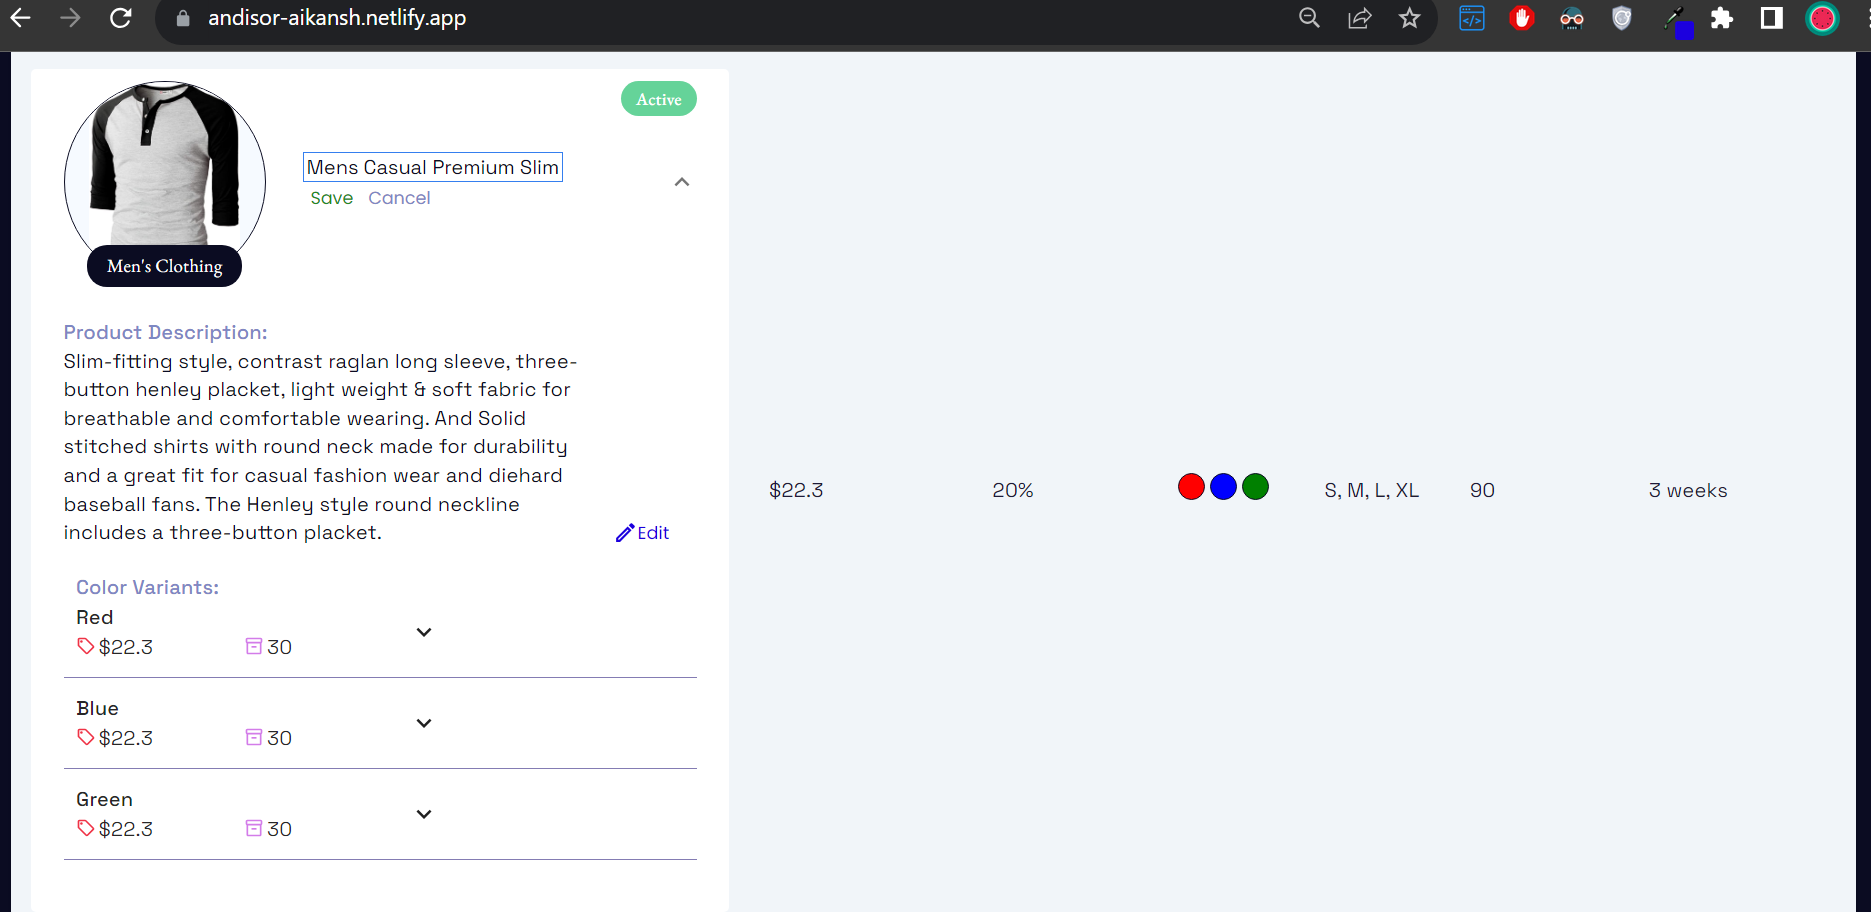 andisor-aikansh.netlify.app
Active
Mens Casual Premium Slim
Save Cancel
Men's Clothing
Product Description:
Slim-fitting style, contrast raglan long sleeve, three-
button henley placket, light weight & soft fabric for
breathable and comfortable wearing. And Solid
stitched shirts with round neck made for durability
and a great fit for casual fashion wear and diehard
baseball fans. The Henley style round neckline
includes a three-button placket.
Edit
$22.3 20% S, M, L, XL 90 3 weeks
Color Variants:
Red
$22.3 30
Blue
$22.3 30
Green
$22.3 30